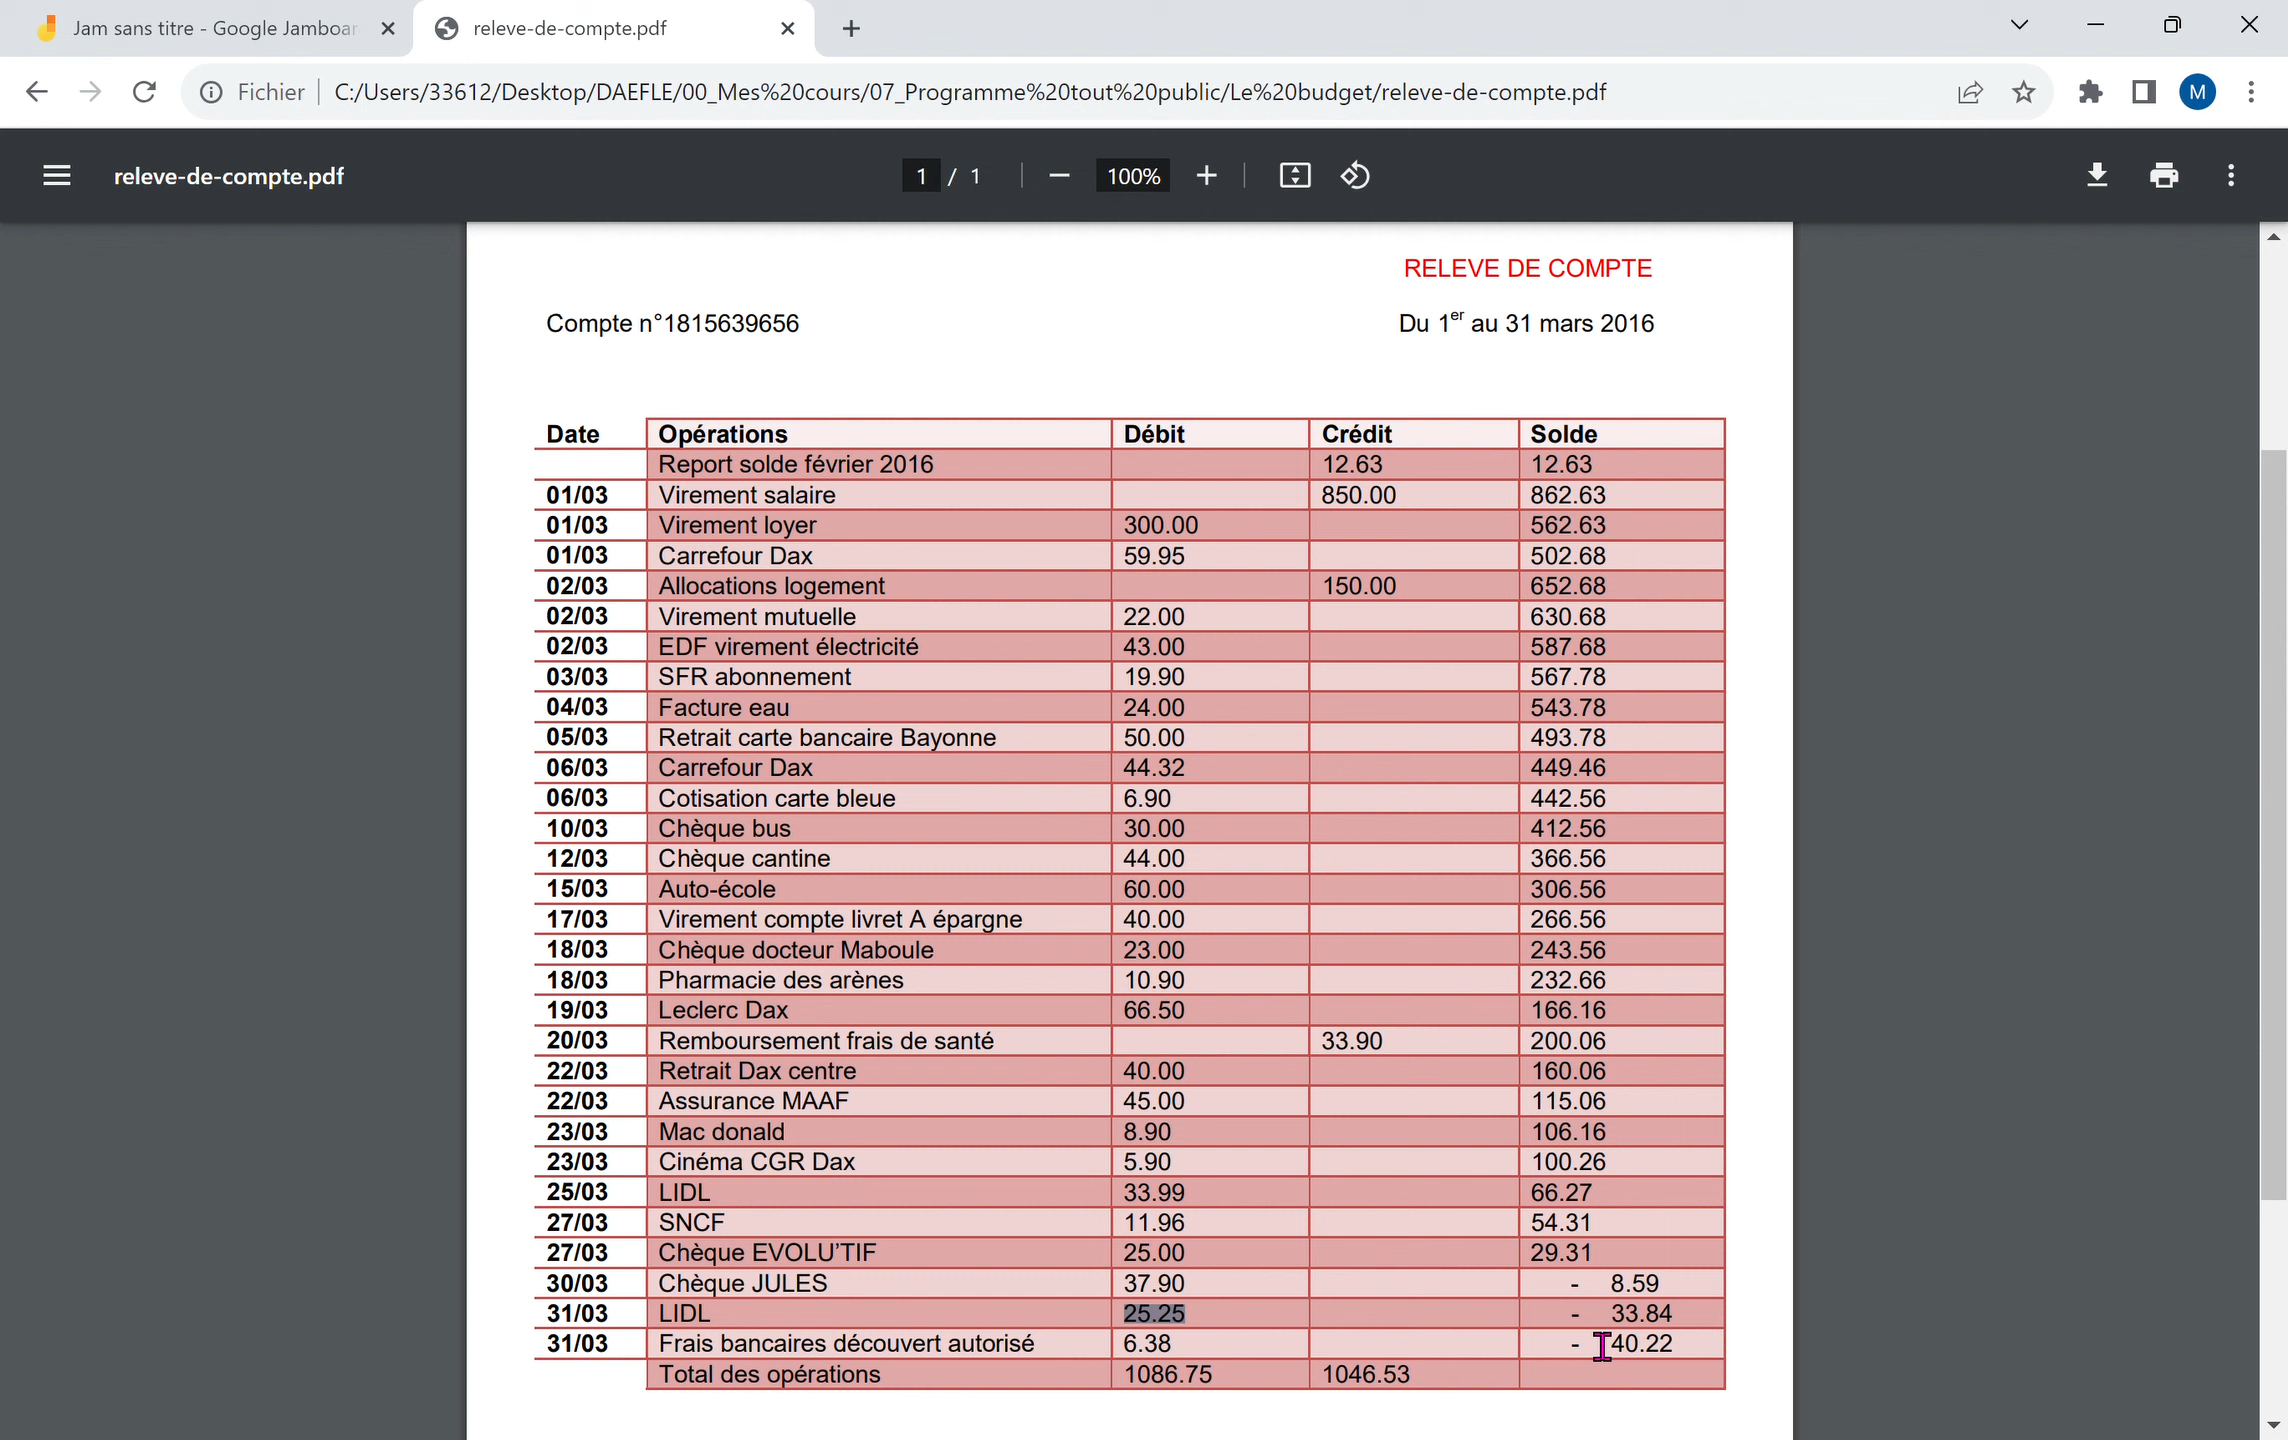 Jam sans titre - Google Jamboar
releve-de-compte.pdf
Fichier C:/Users/33612/Desktop/DAEFLE/00_Mes%20cours/07_Programme%20tout%20public/Le%20budget/releve-de-compte.pdf
M
releve-de-compte.pdf 1 / 1 100%
RELEVE DE COMPTE
Compte n°1815639656 Du 1er au 31 mars 2016
Date Opérations Débit Crédit Solde
Report solde février 2016 12.63 12.63
01/03 Virement salaire 850.00 862.63
01/03 Virement loyer 300.00 562.63
01/03 Carrefour Dax 59.95 502.68
02/03 Allocations logement 150.00 652.68
02/03 Virement mutuelle 22.00 630.68
02/03 EDF virement électricité 43.00 587.68
03/03 SFR abonnement 19.90 567.78
04/03 Facture eau 24.00 543.78
05/03 Retrait carte bancaire Bayonne 50.00 493.78
06/03 Carrefour Dax 44.32 449.46
06/03 Cotisation carte bleue 6.90 442.56
10/03 Chèque bus 30.00 412.56
12/03 Chèque cantine 44.00 366.56
15/03 Auto-école 60.00 306.56
17/03 Virement compte livret A épargne 40.00 266.56
18/03 Chèque docteur Maboule 23.00 243.56
18/03 Pharmacie des arènes 10.90 232.66
19/03 Leclerc Dax 66.50 166.16
20/03 Remboursement frais de santé 33.90 200.06
22/03 Retrait Dax centre 40.00 160.06
22/03 Assurance MAAF 45.00 115.06
23/03 Mac donald 8.90 106.16
23/03 Cinéma CGR Dax 5.90 100.26
25/03 LIDL 33.99 66.27
27/03 SNCF 11.96 54.31
27/03 Chèque EVOLU'TIF 25.00 29.31
30/03 Chèque JULES 37.90 - 8.59
31/03 LIDL 25.25 - 33.84
31/03 Frais bancaires découvert autorisé 6.38 - 40.22
Total des opérations 1086.75 1046.53